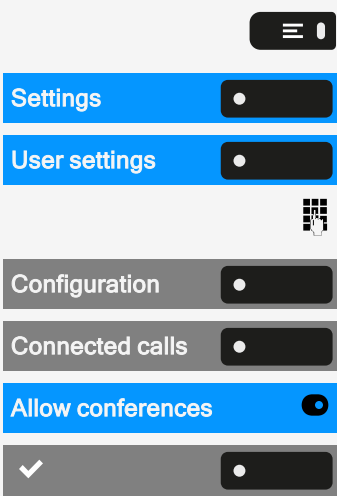 Settings
User settings
Configuration
Connected calls
Allow conferences